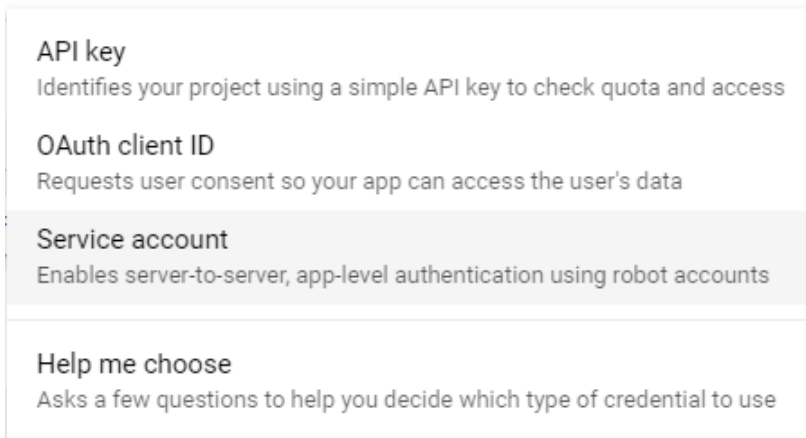 API key
Identifies your project using a simple API key to check quota and access
OAuth client ID
Requests user consent so your app can access the user's data
Service account
Enables server-to-server, app-level authentication using robot accounts
Help me choose
Asks a few questions to help you decide which type of credential to use